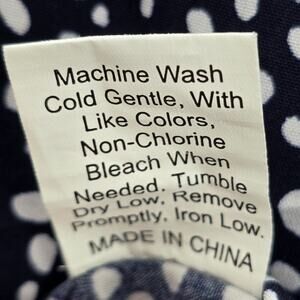 Machine Wash
Cold Gentle, With
Like Colors,
Non-Chlorine
Bleach When
Needed. Tumble
Dry Low, Remove
Promptly, Iron Low.
MADE IN CHINA